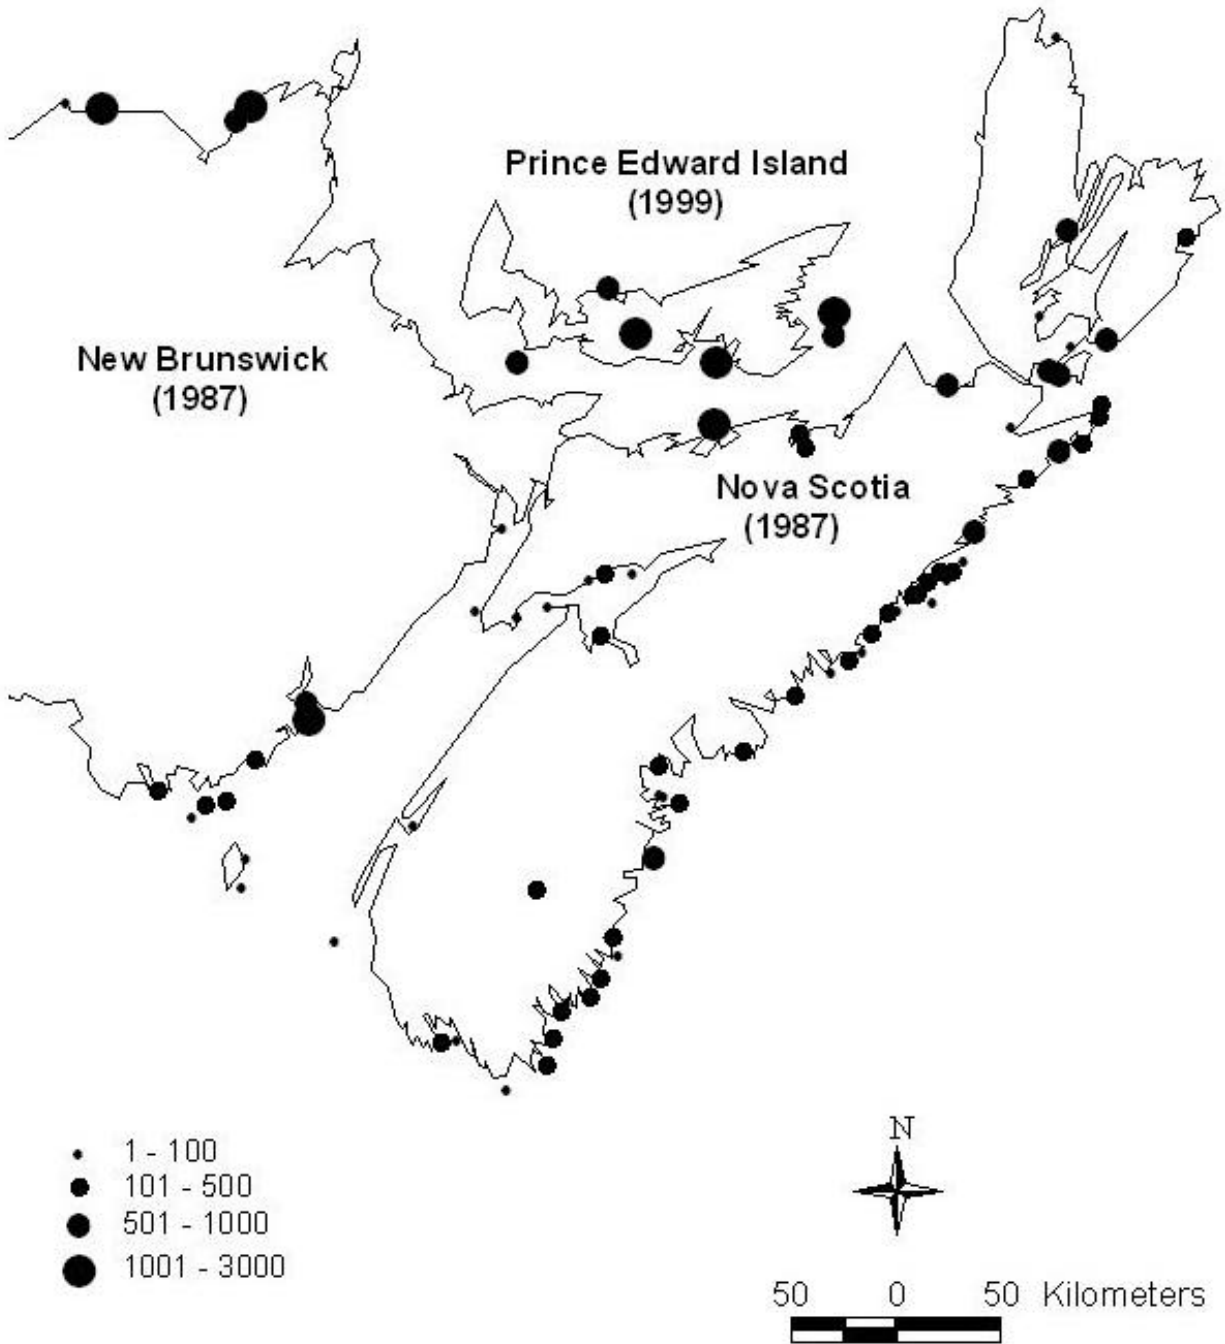 Prince Edward Island
(1999)
New Brunswick
(1987)
Nova Scotia
(1987)
1 - 100
101 - 500
501 - 1000
1001 - 3000
N
50 0 50 Kilometers